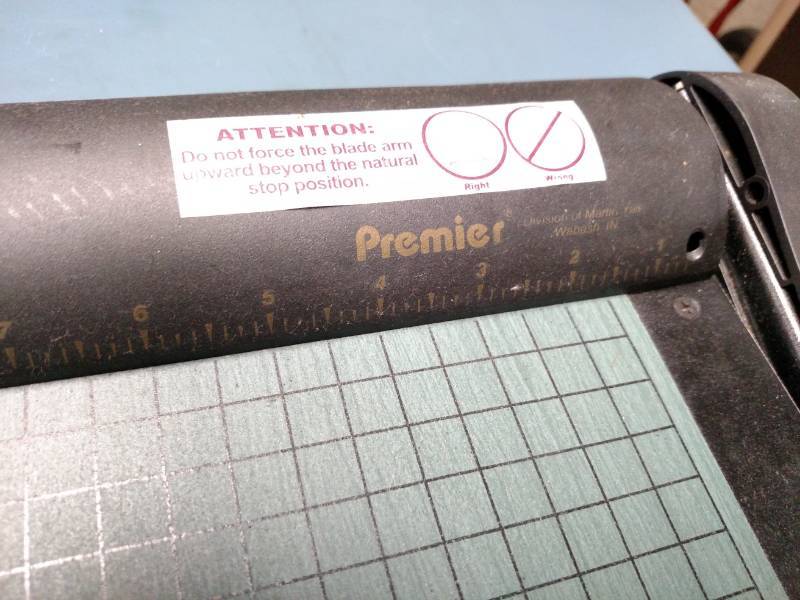 ATTENTION:
Do not force the blade arm
upward beyond the natural
stop position.
Right
Wrong
Premier®
Division of Martin Yale
Wabash, IN
7 6 5 4 3 2 1